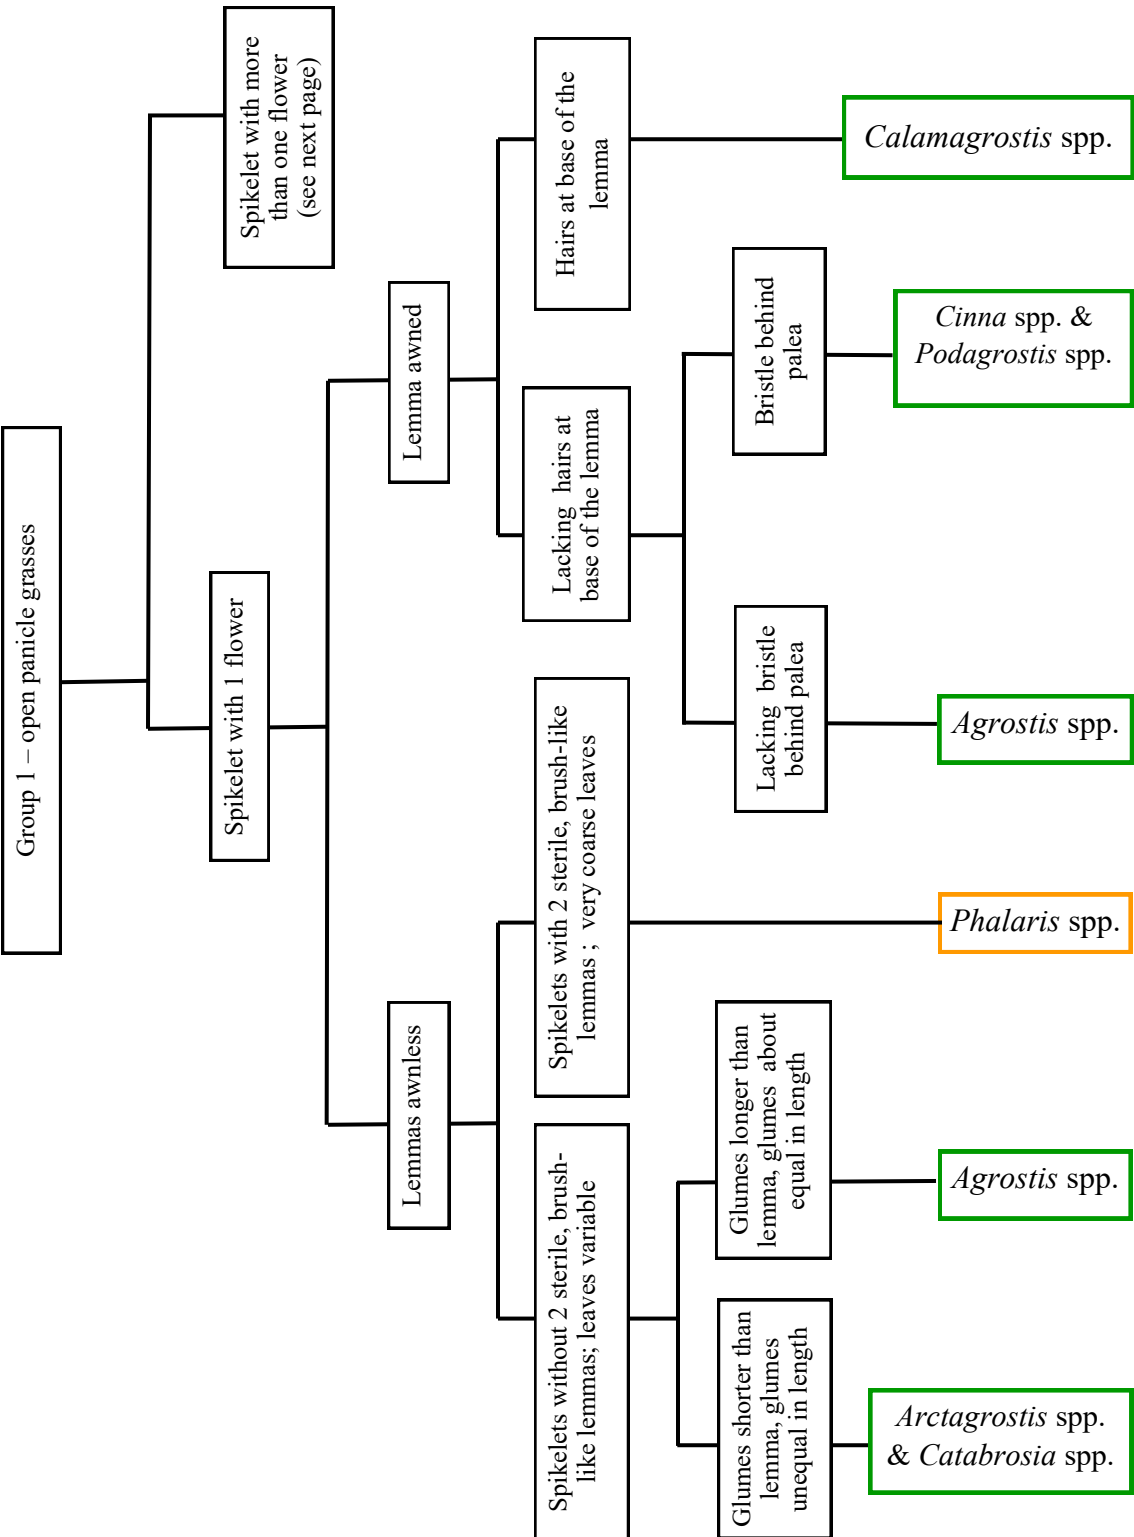 Group 1 – open panicle grasses
Spikelet with 1 flower
Spikelet with more
than one flower
(see next page)
Lemmas awnless
Lemma awned
Spikelets without 2 sterile, brush-
like lemmas; leaves variable
Spikelets with 2 sterile, brush-like
lemmas ; very coarse leaves
Lacking hairs at
base of the lemma
Hairs at base of the
lemma
Glumes shorter than
lemma, glumes
unequal in length
Glumes longer than
lemma, glumes about
equal in length
Lacking bristle
behind palea
Bristle behind
palea
Arctagrostis spp.
& Catabrosia spp.
Agrostis spp.
Phalaris spp.
Agrostis spp.
Cinna spp. &
Podagrostis spp.
Calamagrostis spp.